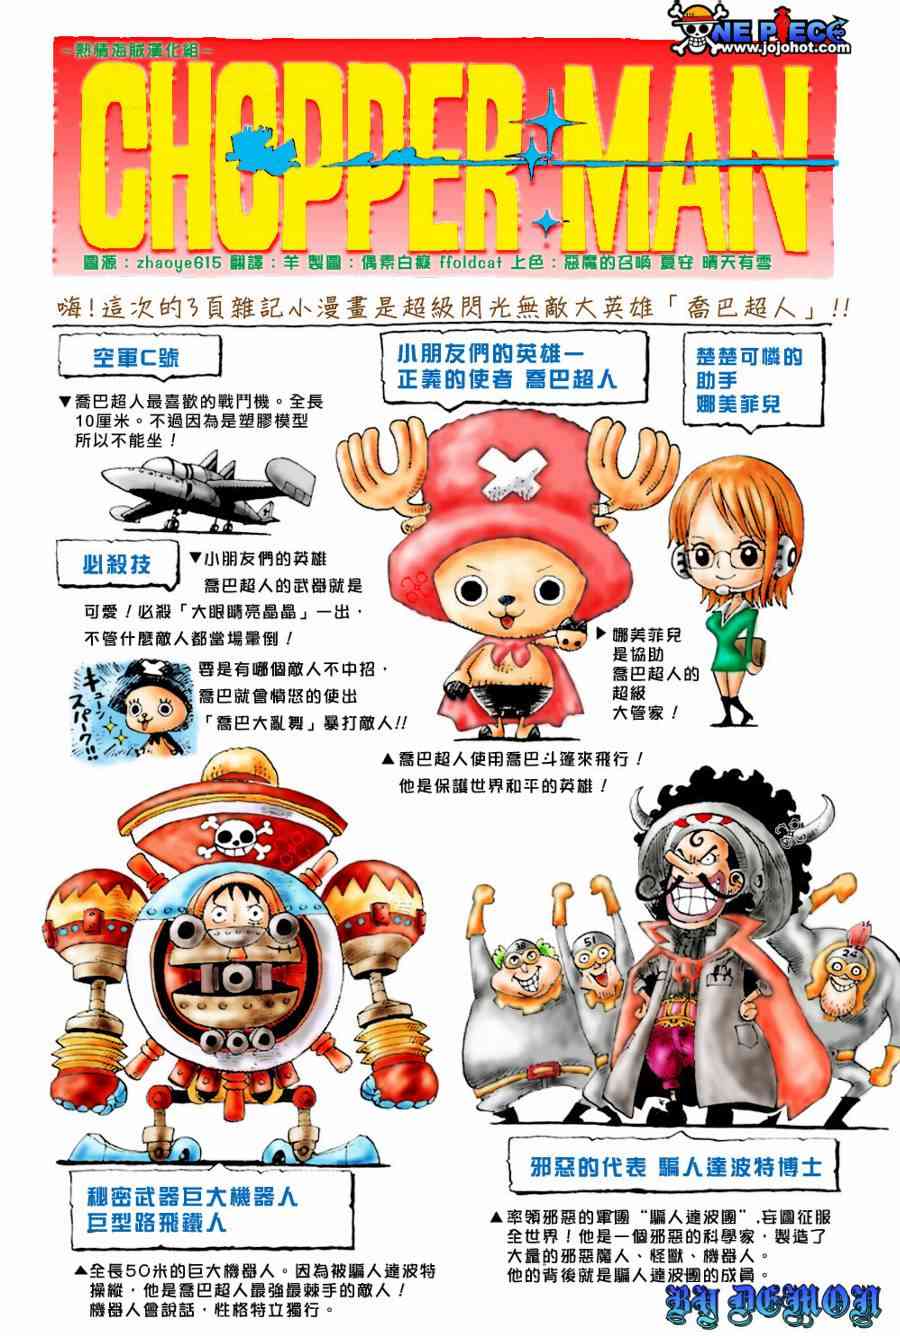 ONE PIECE
www.jojohot.com
~熱情海賊漢化組~
CHOPPER MAN
圖源：zhaoye615 翻譯：羊 製圖：偶素白癡 ffoldcat 上色：惡魔的召喚 夏安 晴天有雪
嗨!這次的3頁雜記小漫畫是超級閃光無敵大英雄「喬巴超人」!!
空軍C號
▼喬巴超人最喜歡的戰鬥機。全長
10厘米。不過因為是塑膠模型
所以不能坐！
小朋友們的英雄—
正義的使者 喬巴超人
楚楚可憐的
助手
娜美菲兒
必殺技
▼小朋友們的英雄
喬巴超人的武器就是
可愛！必殺「大眼睛亮晶晶」一出，
不管什麼敵人都當場暈倒！
要是有哪個敵人不中招，
喬巴就會憤怒的使出
「喬巴大亂舞」暴打敵人!!
キューン
スパーク!!
▶娜美菲兒
是協助
喬巴超人的
超級
大管家！
▲喬巴超人使用喬巴斗篷來飛行！
他是保護世界和平的英雄！
38
51
24
秘密武器巨大機器人
巨型路飛鐵人
▲全長50米的巨大機器人。因為被騙人達波特
操縱，他是喬巴超人最強最棘手的敵人！
機器人會說話，性格特立獨行。
邪惡的代表 騙人達波特博士
▲率領邪惡的軍團“騙人達波團”,妄圖征服
全世界！他是一個邪惡的科學家，製造了
大量的邪惡魔人、怪獸、機器人。
他的背後就是騙人達波團的成員。
BY DEMON